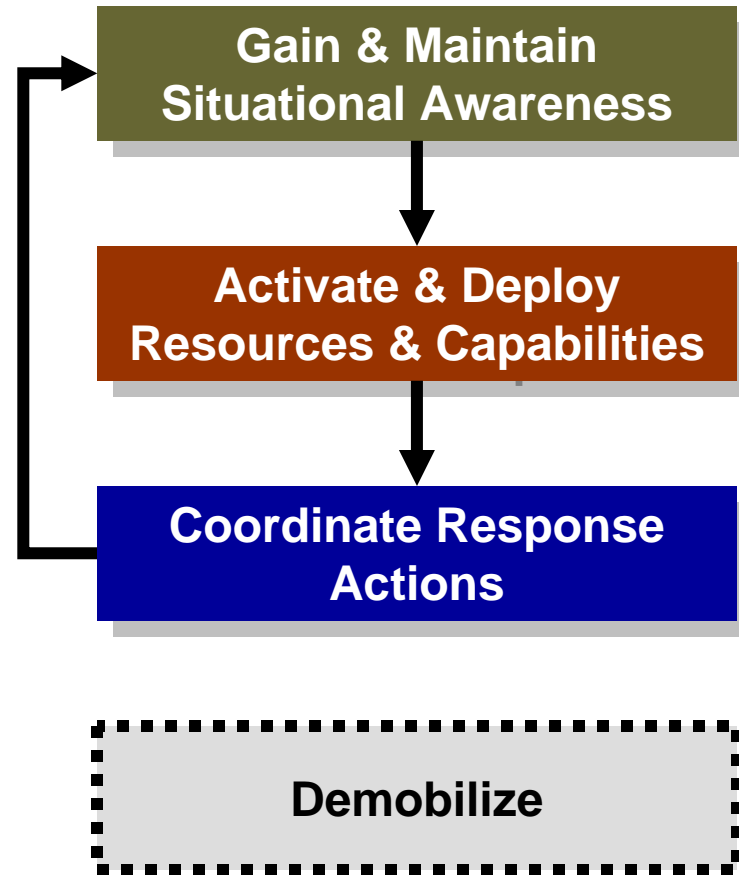 Gain & Maintain
Situational Awareness
Activate & Deploy
Resources & Capabilities
Coordinate Response
Actions
Demobilize